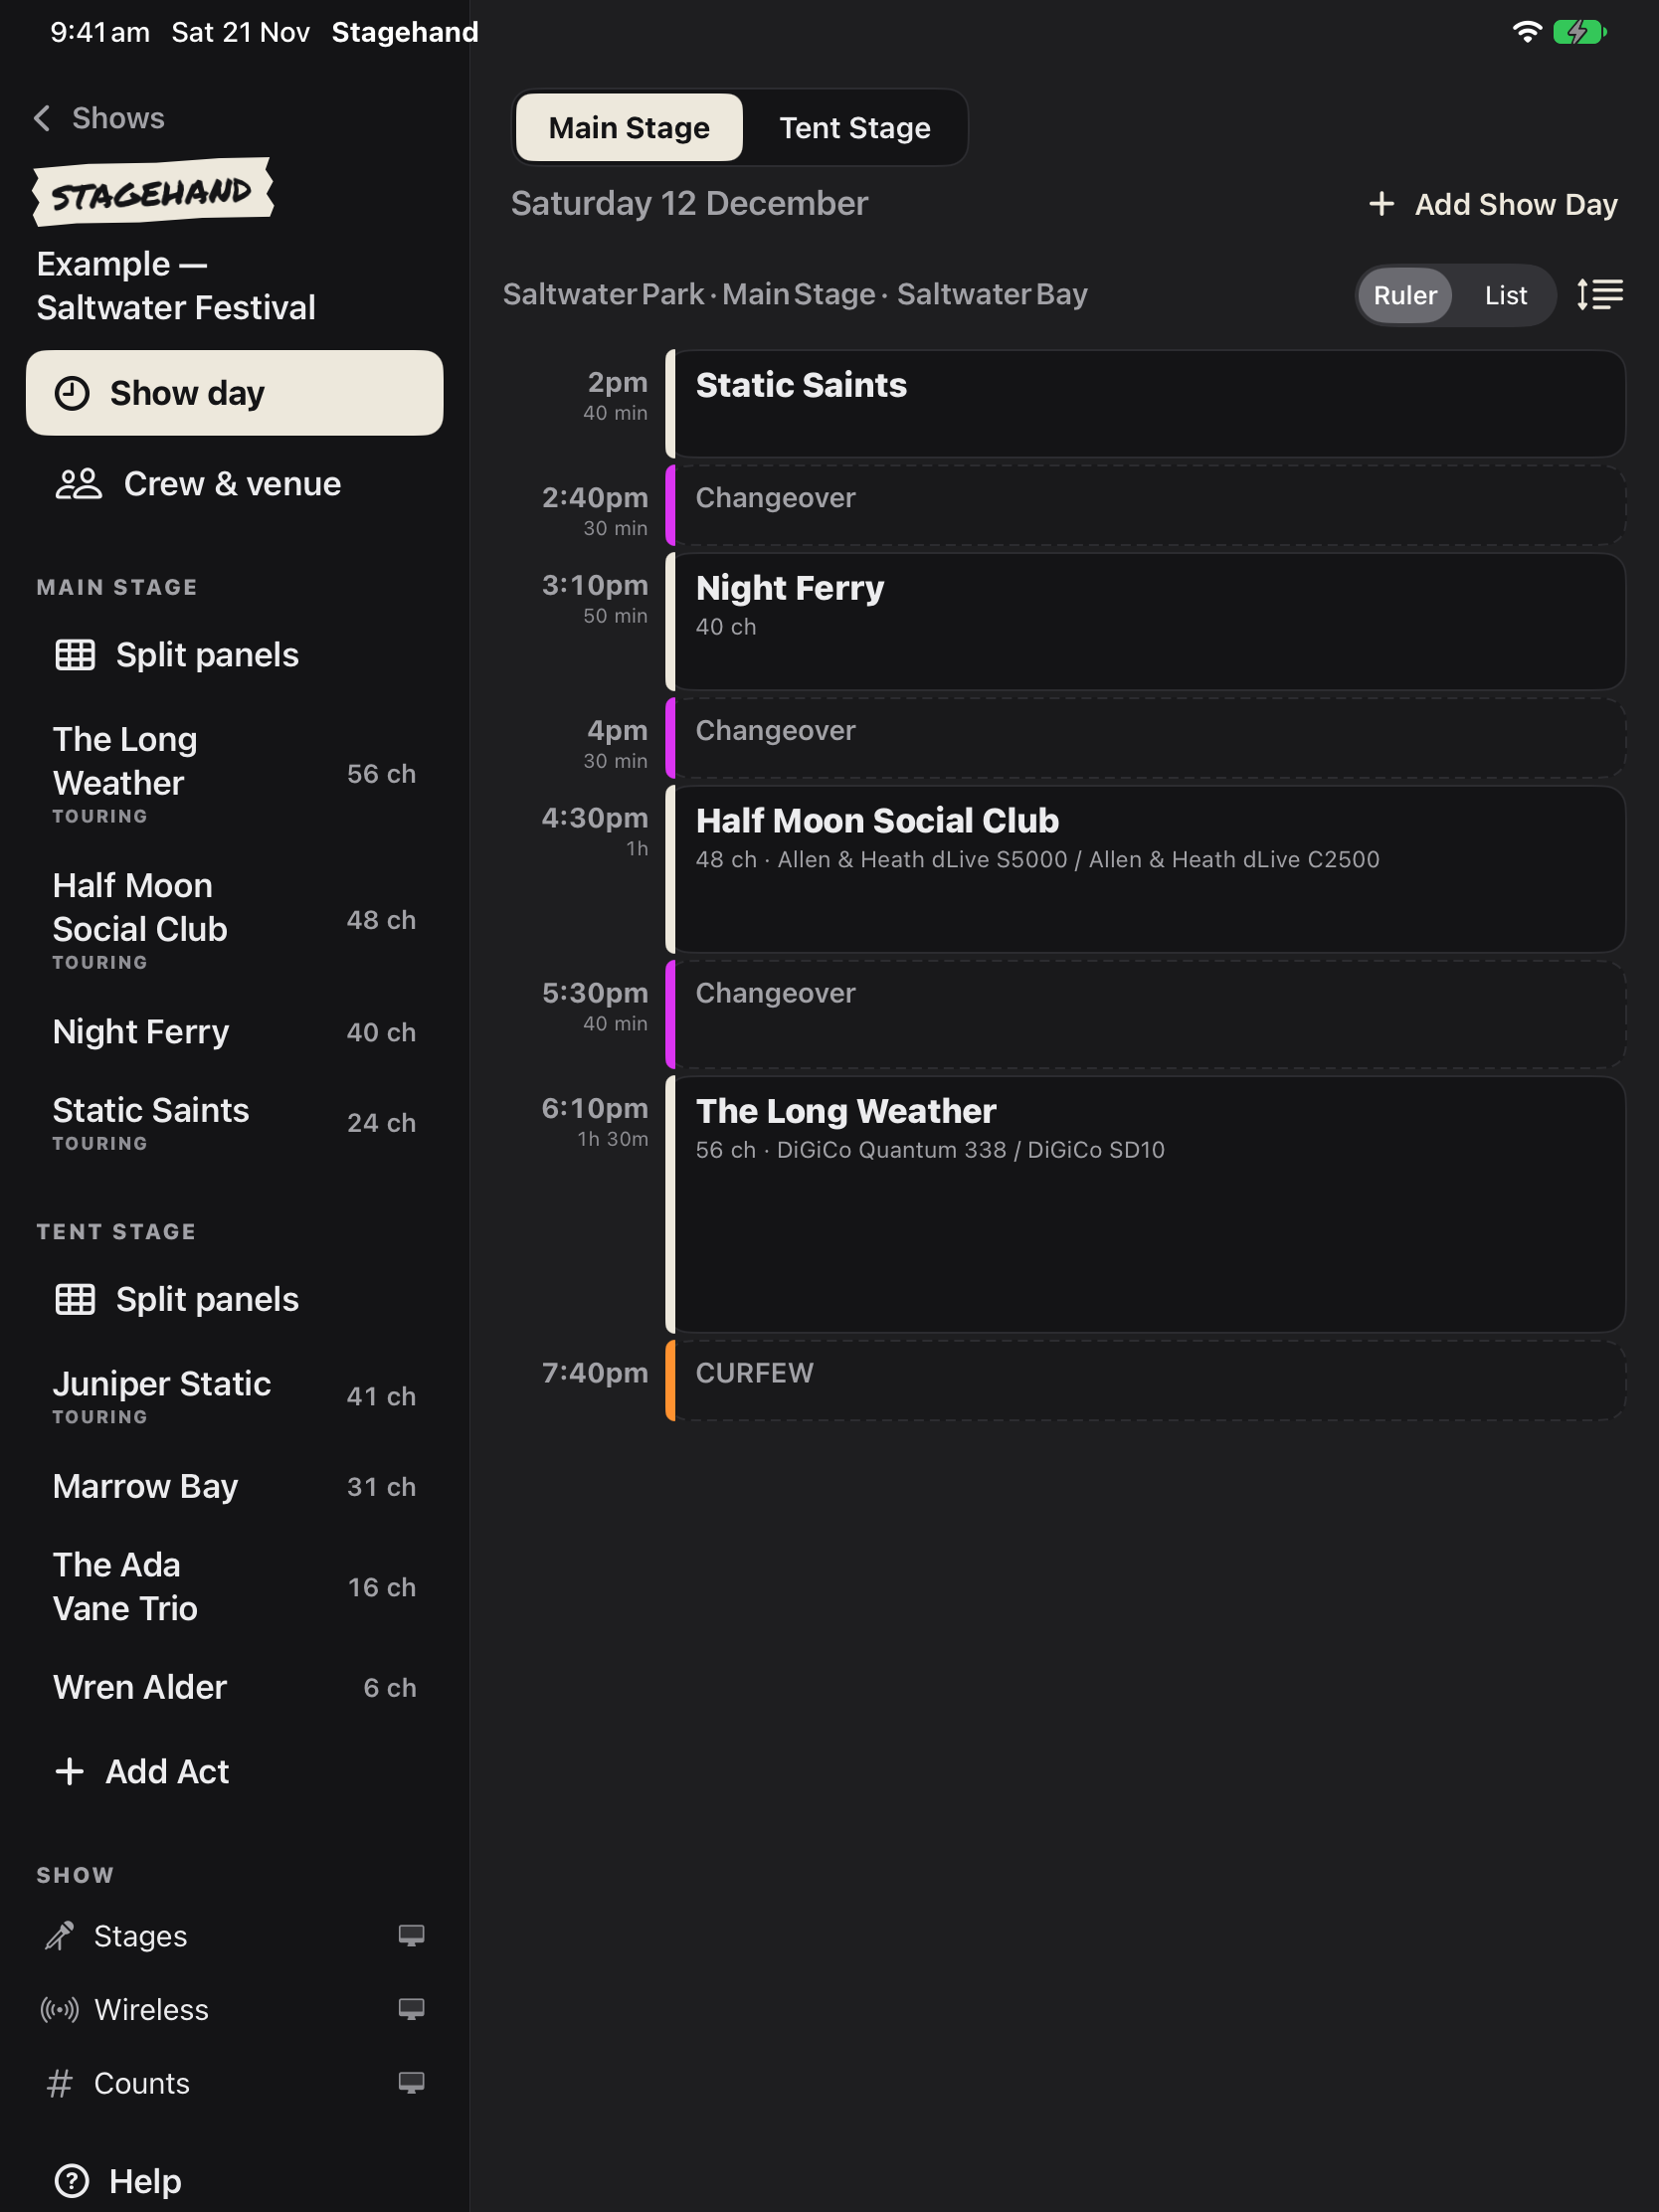 9:41 am Sat 21 Nov Stagehand
Shows
STAGEHAND
Example —
Saltwater Festival
Show day
Crew & venue
MAIN STAGE
Split panels
The Long
Weather
56 ch
TOURING
Half Moon
Social Club
48 ch
TOURING
Night Ferry
40 ch
Static Saints
24 ch
TOURING
TENT STAGE
Split panels
Juniper Static
41 ch
TOURING
Marrow Bay
31 ch
The Ada
Vane Trio
16 ch
Wren Alder
6 ch
Add Act
SHOW
Stages
Wireless
Counts
Help
Main Stage
Tent Stage
Saturday 12 December
Add Show Day
Saltwater Park · Main Stage · Saltwater Bay
Ruler
List
2pm
40 min
Static Saints
2:40pm
30 min
Changeover
3:10pm
50 min
Night Ferry
40 ch
4pm
30 min
Changeover
4:30pm
1h
Half Moon Social Club
48 ch · Allen & Heath dLive S5000 / Allen & Heath dLive C2500
5:30pm
40 min
Changeover
6:10pm
1h 30m
The Long Weather
56 ch · DiGiCo Quantum 338 / DiGiCo SD10
7:40pm
CURFEW